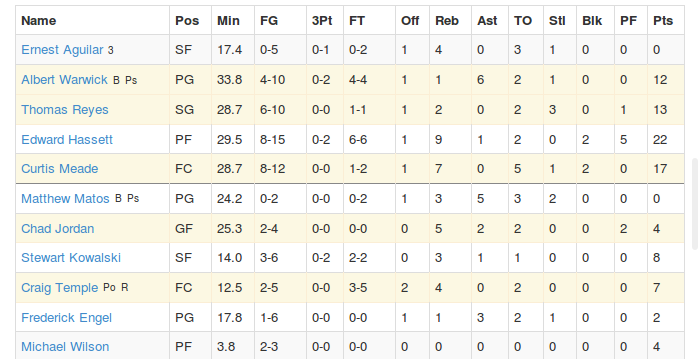 Name Pos Min FG 3Pt FT Off Reb Ast TO Stl Blk PF Pts
Ernest Aguilar 3 SF 17.4 0-5 0-1 0-2 1 4 0 3 1 0 0 0
Albert Warwick B Ps PG 33.8 4-10 0-2 4-4 1 1 6 2 1 0 0 12
Thomas Reyes SG 28.7 6-10 0-0 1-1 1 2 0 2 3 0 1 13
Edward Hassett PF 29.5 8-15 0-2 6-6 1 9 1 2 0 2 5 22
Curtis Meade FC 28.7 8-12 0-0 1-2 1 7 0 5 1 2 0 17
Matthew Matos B Ps PG 24.2 0-2 0-0 0-2 1 3 5 3 2 0 0 0
Chad Jordan GF 25.3 2-4 0-0 0-0 0 5 2 2 0 0 2 4
Stewart Kowalski SF 14.0 3-6 0-2 2-2 0 3 1 1 0 0 0 8
Craig Temple Po R FC 12.5 2-5 0-0 3-5 2 4 0 2 0 0 0 7
Frederick Engel PG 17.8 1-6 0-0 0-0 1 1 3 2 1 0 0 2
Michael Wilson PF 3.8 2-3 0-0 0-0 0 0 0 0 0 0 0 4